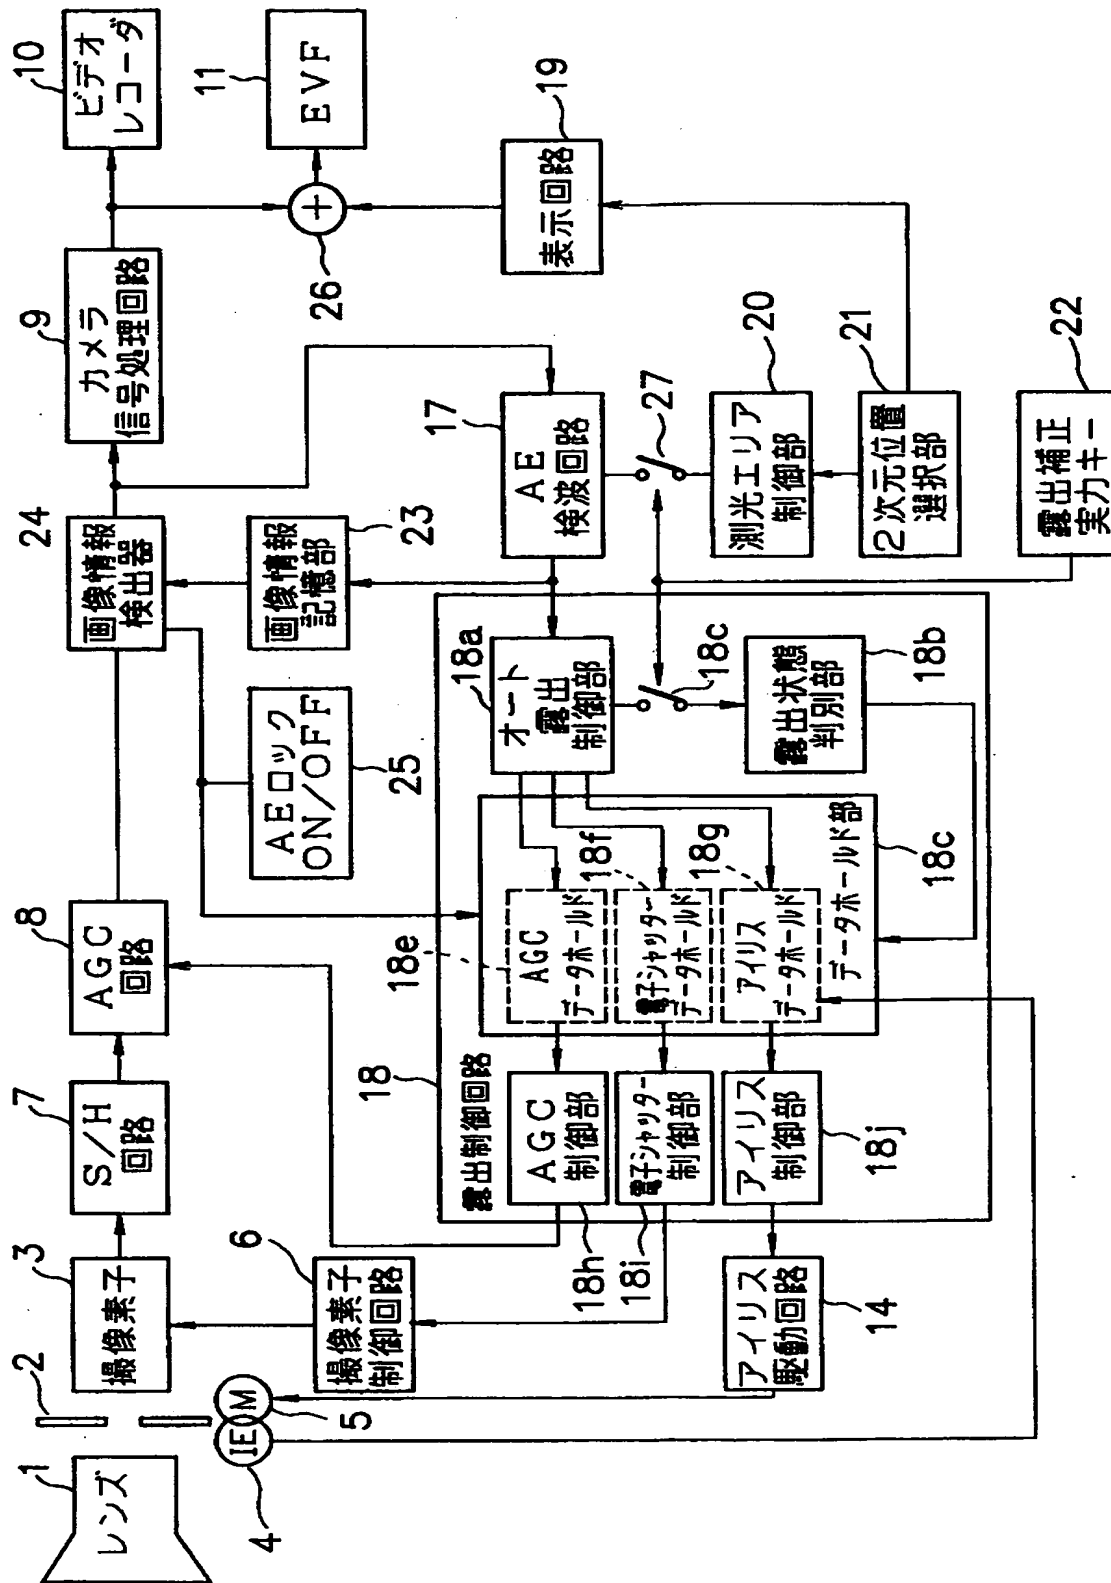 1
レンズ
2
IE
M
4
5
3
撮像素子
6
撮像素子
制御回路
7
S/H
回路
8
AGC
回路
24
画像情報
検出器
9
カメラ
信号処理回路
10
ビデオ
レコーダ
11
EVF
26
19
表示回路
AEロック
ON/OFF
25
画像情報
記憶部
23
17
AE
検波回路
27
20
測光エリア
制御部
21
2次元位置
選択部
22
露出補正
実力キー
18
露出制御回路
18a
オート
露出
制御部
18c
18b
露出状態
判別部
18e
AGC
データホールド
18f
電子シャッター
データホールド
18g
アイリス
データホールド
データホールド部
18c
AGC
制御部
18h
電子シャッター
制御部
18i
アイリス
制御部
18j
アイリス
駆動回路
14